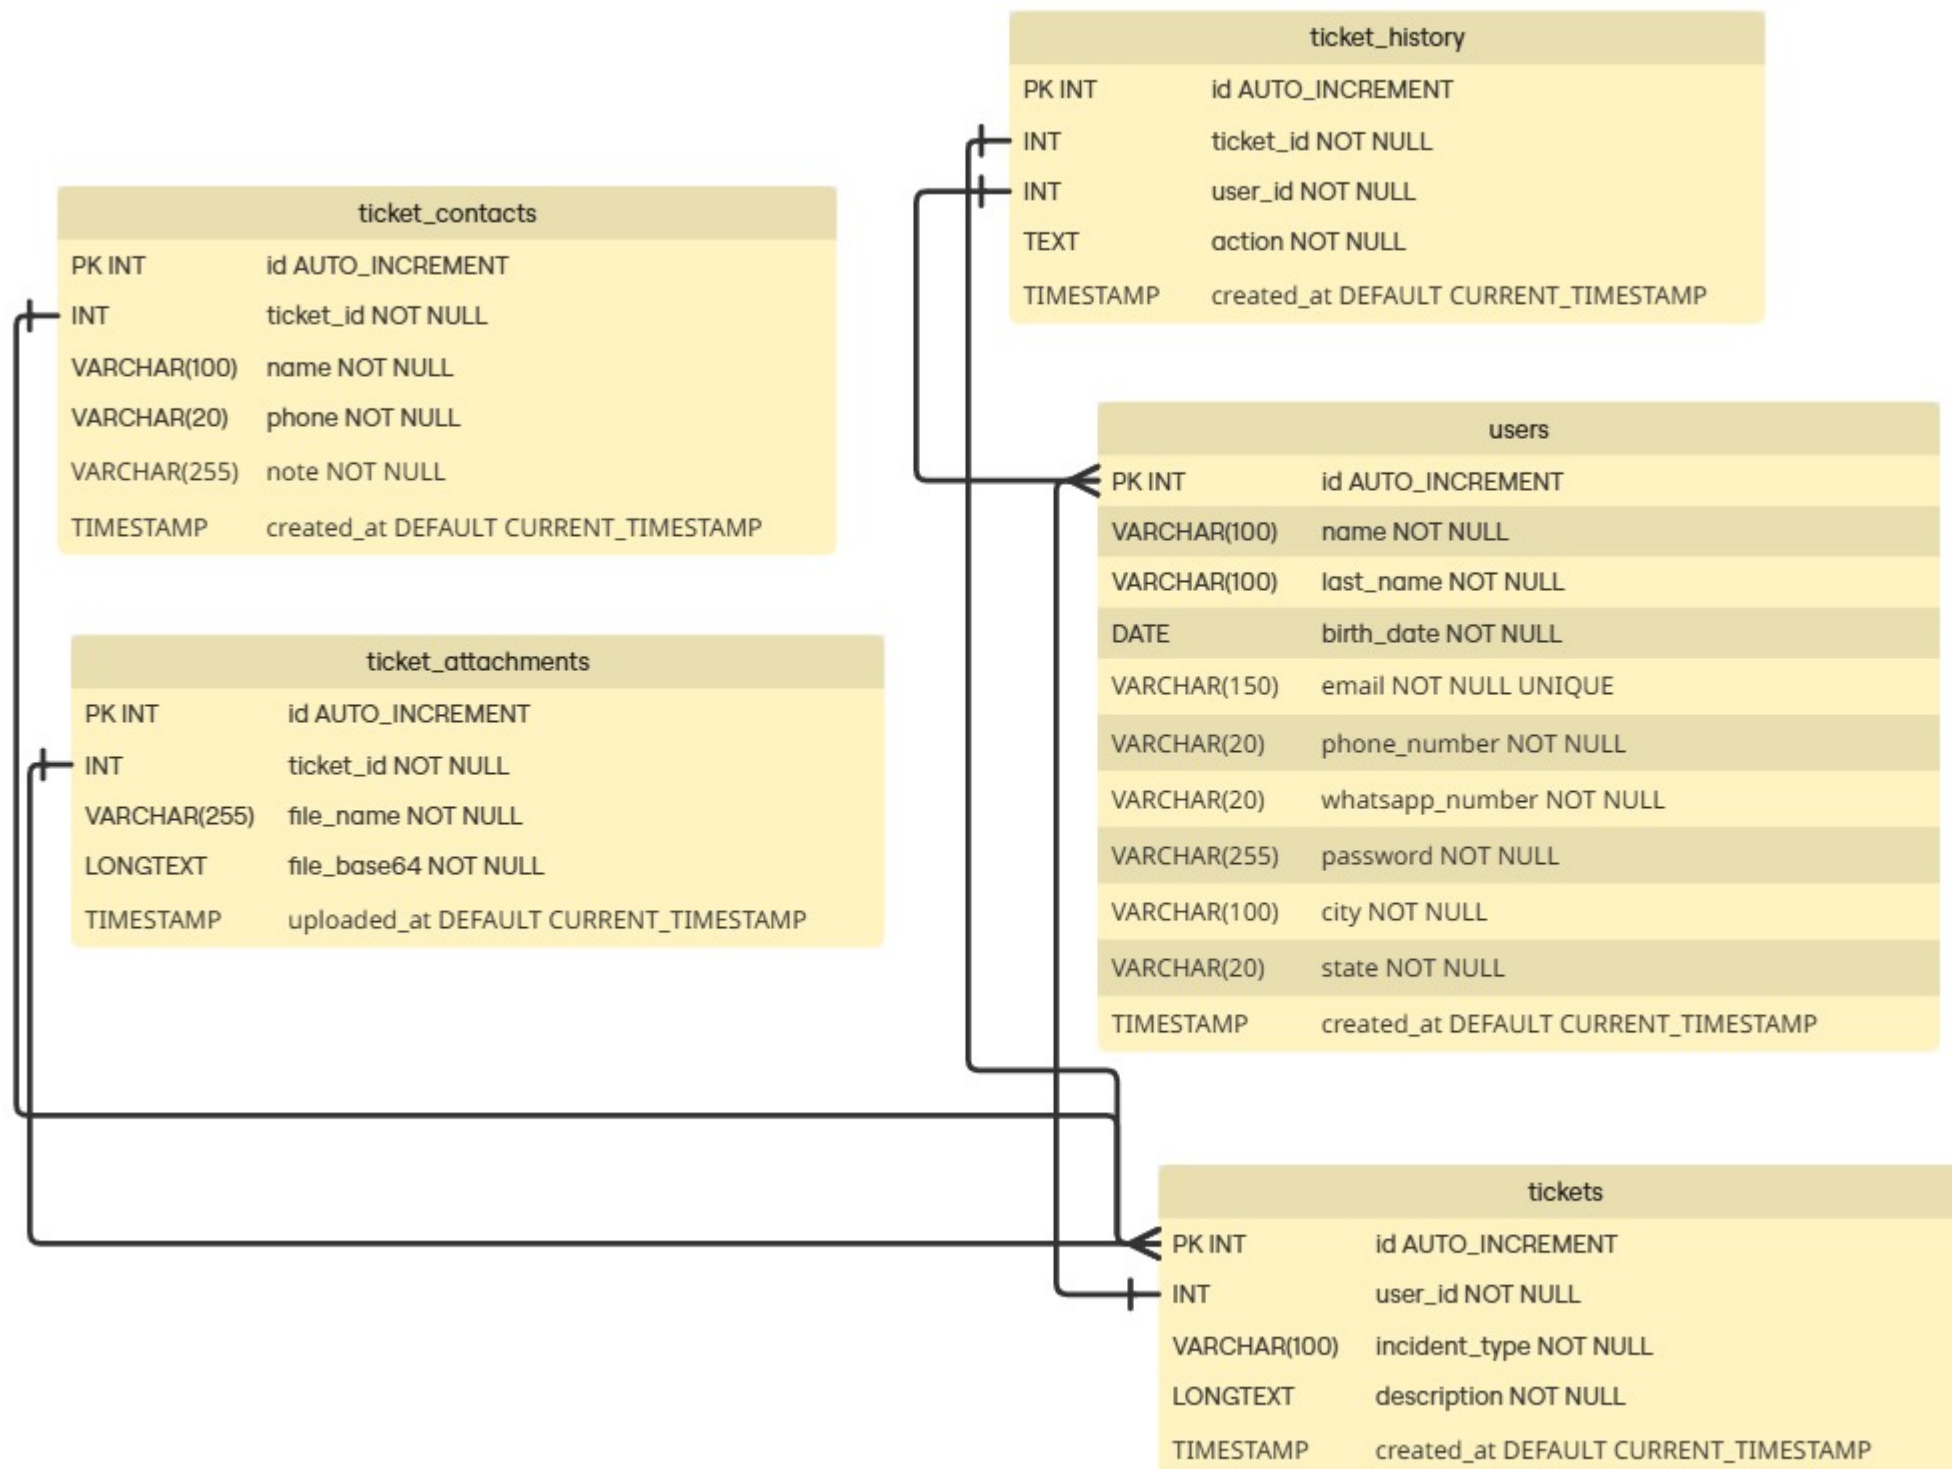 ticket_history
PK INT id AUTO_INCREMENT
INT ticket_id NOT NULL
INT user_id NOT NULL
TEXT action NOT NULL
TIMESTAMP created_at DEFAULT CURRENT_TIMESTAMP
ticket_contacts
PK INT id AUTO_INCREMENT
INT ticket_id NOT NULL
VARCHAR(100) name NOT NULL
VARCHAR(20) phone NOT NULL
VARCHAR(255) note NOT NULL
TIMESTAMP created_at DEFAULT CURRENT_TIMESTAMP
users
PK INT id AUTO_INCREMENT
VARCHAR(100) name NOT NULL
VARCHAR(100) last_name NOT NULL
DATE birth_date NOT NULL
VARCHAR(150) email NOT NULL UNIQUE
VARCHAR(20) phone_number NOT NULL
VARCHAR(20) whatsapp_number NOT NULL
VARCHAR(255) password NOT NULL
VARCHAR(100) city NOT NULL
VARCHAR(20) state NOT NULL
TIMESTAMP created_at DEFAULT CURRENT_TIMESTAMP
ticket_attachments
PK INT id AUTO_INCREMENT
INT ticket_id NOT NULL
VARCHAR(255) file_name NOT NULL
LONGTEXT file_base64 NOT NULL
TIMESTAMP uploaded_at DEFAULT CURRENT_TIMESTAMP
tickets
PK INT id AUTO_INCREMENT
INT user_id NOT NULL
VARCHAR(100) incident_type NOT NULL
LONGTEXT description NOT NULL
TIMESTAMP created_at DEFAULT CURRENT_TIMESTAMP